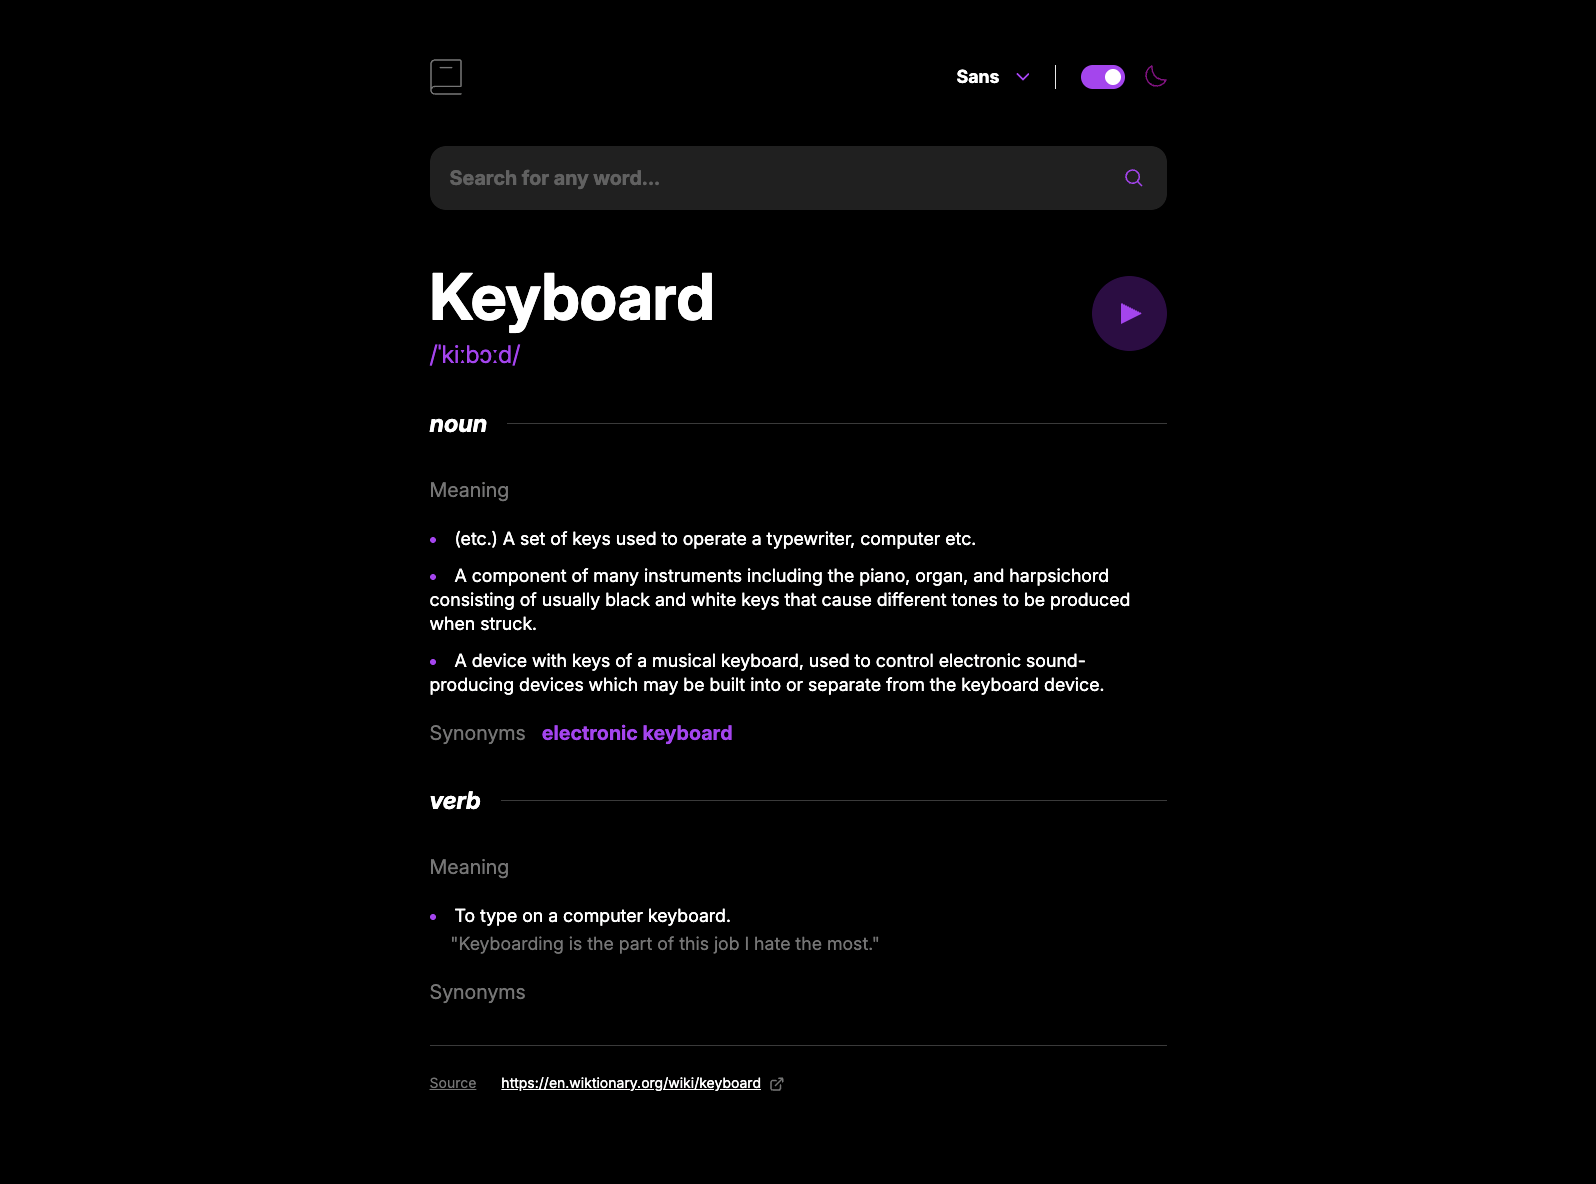 Sans
Search for any word...
Keyboard
/ˈkiːbɔːd/
noun
Meaning
• (etc.) A set of keys used to operate a typewriter, computer etc.
• A component of many instruments including the piano, organ, and harpsichord
consisting of usually black and white keys that cause different tones to be produced
when struck.
• A device with keys of a musical keyboard, used to control electronic sound-
producing devices which may be built into or separate from the keyboard device.
Synonyms electronic keyboard
verb
Meaning
• To type on a computer keyboard.
"Keyboarding is the part of this job I hate the most."
Synonyms
Source https://en.wiktionary.org/wiki/keyboard